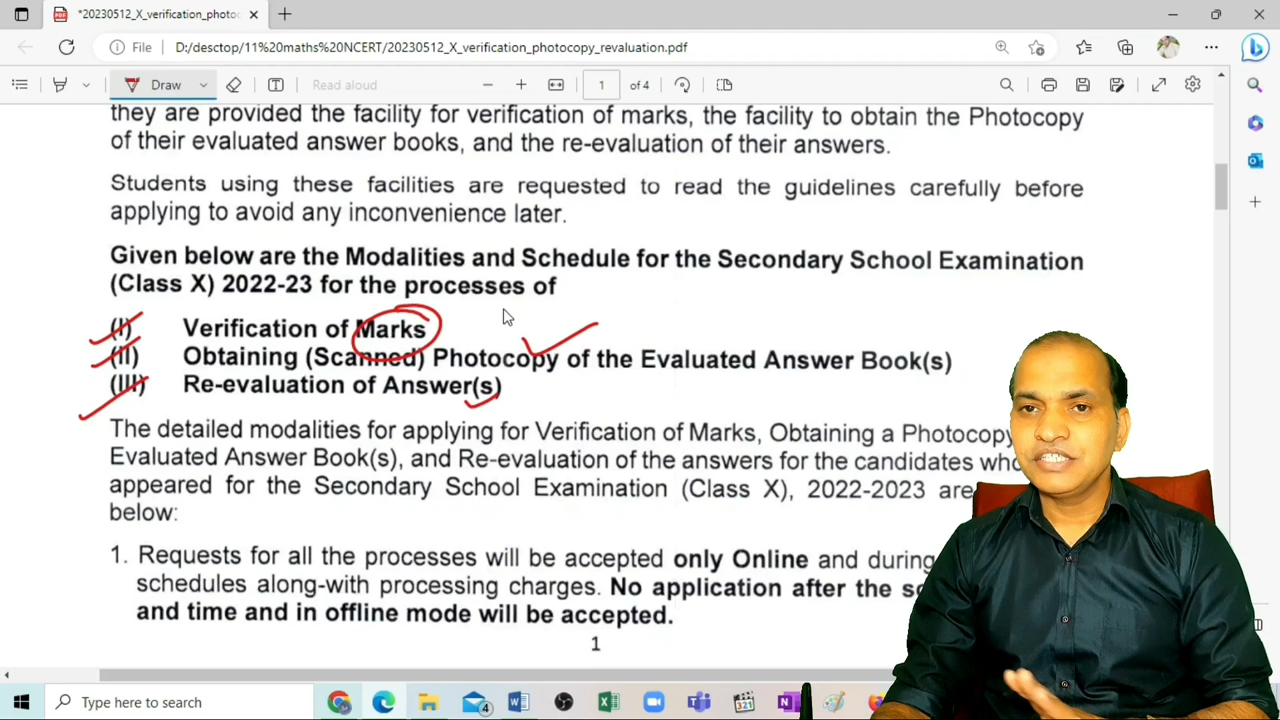 *20230512_X_verification_photoc
File
D:/desctop/11%20maths%20NCERT/20230512_X_verification_photocopy_revaluation.pdf
Draw
Read aloud
1
of 4
they are provided the facility for verification of marks, the facility to obtain the Photocopy
of their evaluated answer books, and the re-evaluation of their answers.
Students using these facilities are requested to read the guidelines carefully before
applying to avoid any inconvenience later.
Given below are the Modalities and Schedule for the Secondary School Examination
(Class X) 2022-23 for the processes of
(I) Verification of Marks
(II) Obtaining (Scanned) Photocopy of the Evaluated Answer Book(s)
(III) Re-evaluation of Answer(s)
The detailed modalities for applying for Verification of Marks, Obtaining a Photocopy
Evaluated Answer Book(s), and Re-evaluation of the answers for the candidates who
appeared for the Secondary School Examination (Class X), 2022-2023 are
below:
1. Requests for all the processes will be accepted only Online and during
schedules along-with processing charges. No application after the
and time and in offline mode will be accepted.
1
Type here to search
4
321